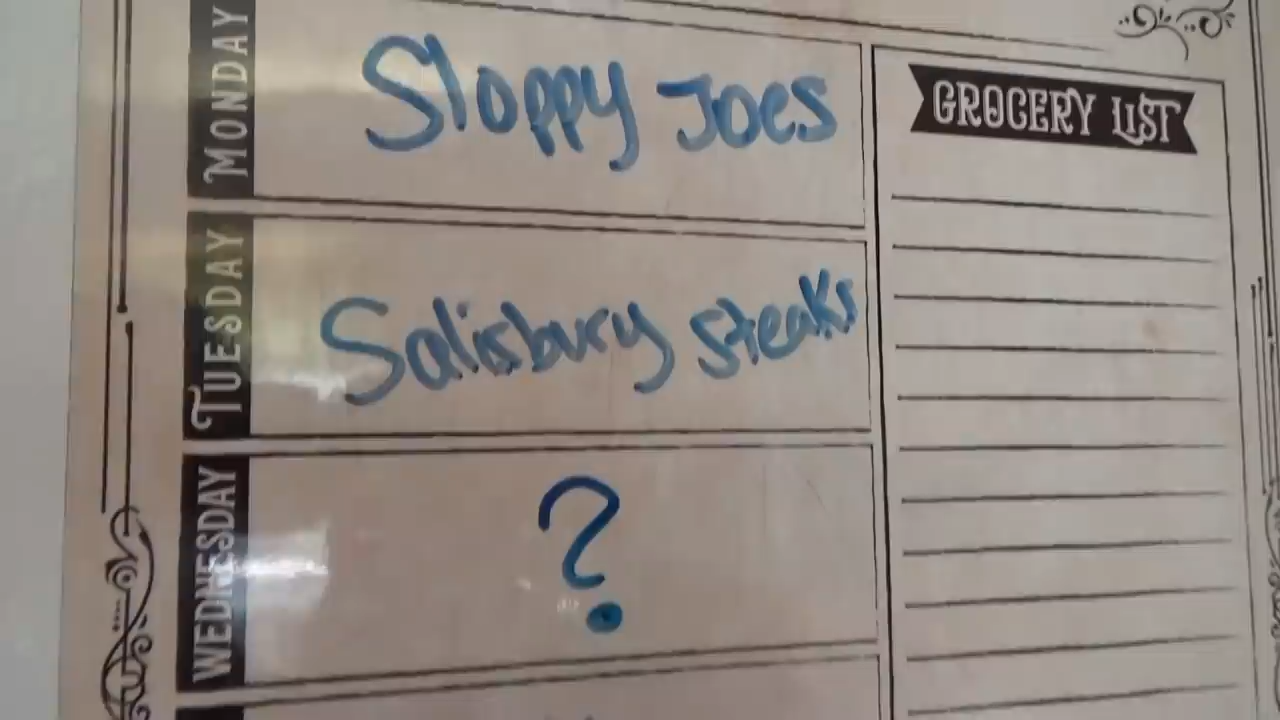 MONDAY
Sloppy Joes
GROCERY LIST
TUESDAY
Salisbury steaks
WEDNESDAY
?